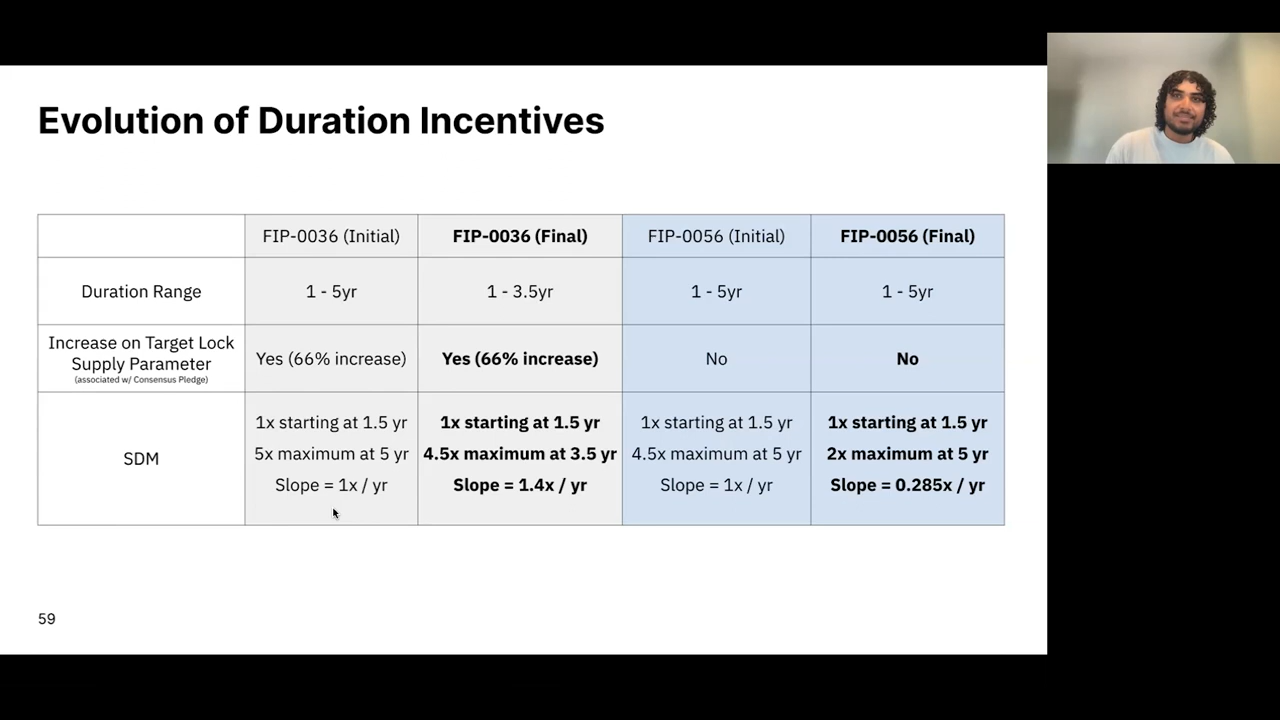 Evolution of Duration Incentives
FIP-0036 (Initial)
FIP-0036 (Final)
FIP-0056 (Initial)
FIP-0056 (Final)
Duration Range
1 - 5yr
1 - 3.5yr
1 - 5yr
1 - 5yr
Increase on Target Lock
Supply Parameter
(associated w/ Consensus Pledge)
Yes (66% increase)
Yes (66% increase)
No
No
SDM
1x starting at 1.5 yr
5x maximum at 5 yr
Slope = 1x / yr
1x starting at 1.5 yr
4.5x maximum at 3.5 yr
Slope = 1.4x / yr
1x starting at 1.5 yr
4.5x maximum at 5 yr
Slope = 1x / yr
1x starting at 1.5 yr
2x maximum at 5 yr
Slope = 0.285x / yr
59